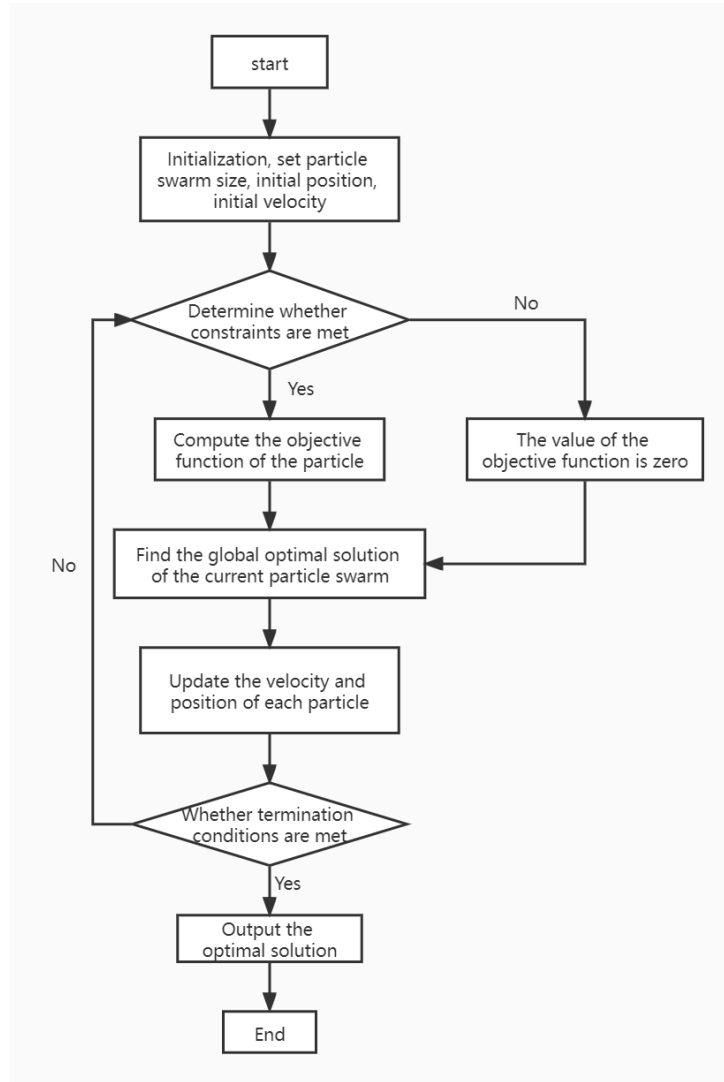 start
Initialization, set particle
swarm size, initial position,
initial velocity
Determine whether
constraints are met
No
Yes
Compute the objective
function of the particle
The value of the
objective function is zero
Find the global optimal solution
of the current particle swarm
No
Update the velocity and
position of each particle
Whether termination
conditions are met
Yes
Output the
optimal solution
End